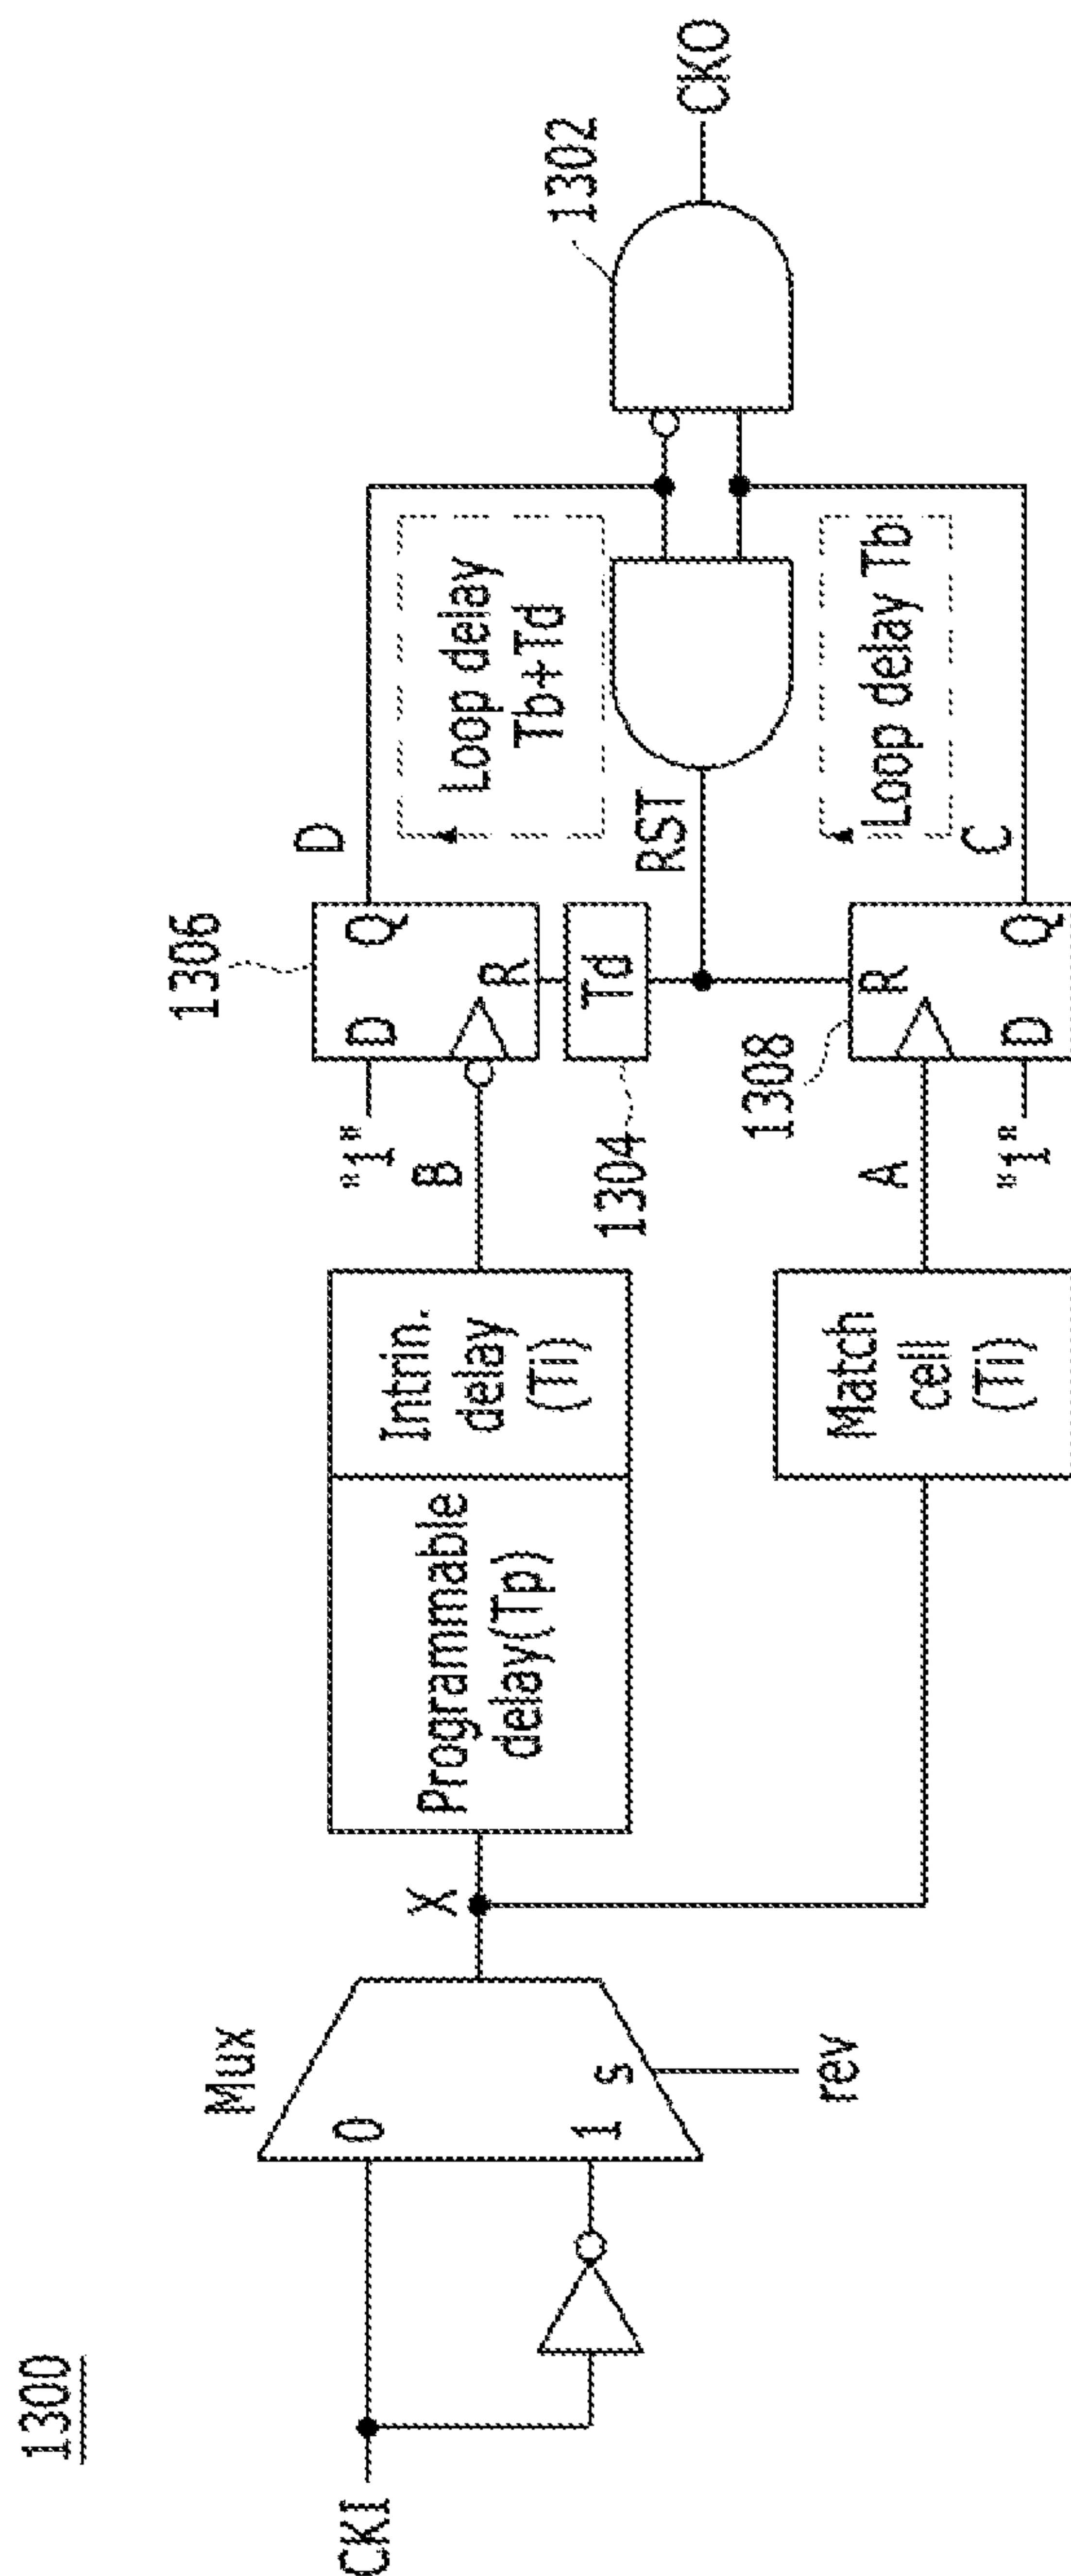 1300
CKI
Mux
0
1
s
rev
X
Programmable
delay(Tp)
Intrin.
delay
(Ti)
Match
cell
(Ti)
B
A
"1"
"1"
1306
D
Q
R
Td
1304
1308
R
D
Q
D
Loop delay
Tb+Td
RST
Loop delay Tb
C
1302
CKO